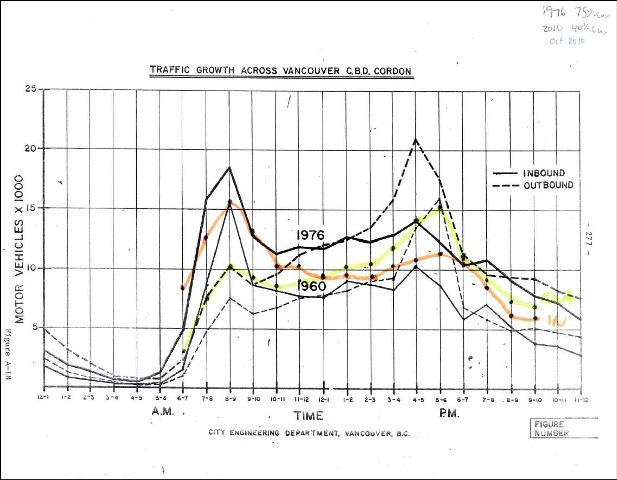 1976 75% Car
2010 40% Car
Oct 2010
TRAFFIC GROWTH ACROSS VANCOUVER C.B.D. CORDON
MOTOR VEHICLES X 1000
25
20
15
10
5
INBOUND
OUTBOUND
1976
1960
OUT
IN
- 277 -
Figure A-18
12-1 1-2 2-3 3-4 4-5 5-6 6-7 7-8 8-9 9-10 10-11 11-12 12-1 1-2 2-3 3-4 4-5 5-6 6-7 7-8 8-9 9-10 10-11 11-12
A.M. TIME P.M.
CITY ENGINEERING DEPARTMENT, VANCOUVER, B.C.
FIGURE
NUMBER